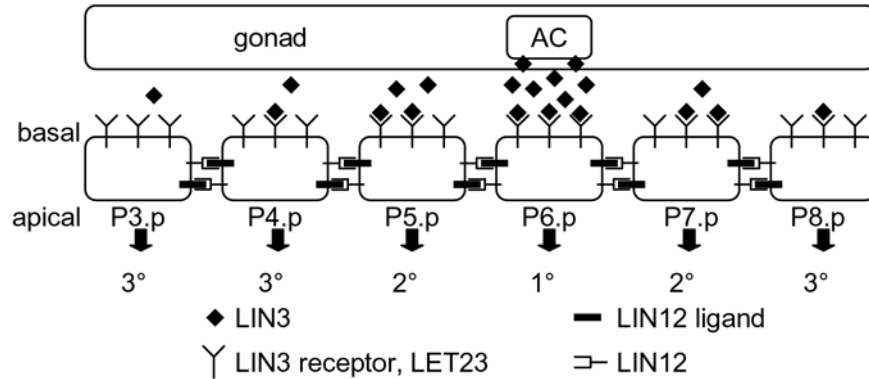 gonad AC
basal
apical P3.p P4.p P5.p P6.p P7.p P8.p
3° 3° 2° 1° 2° 3°
LIN3 LIN12 ligand
LIN3 receptor, LET23 LIN12